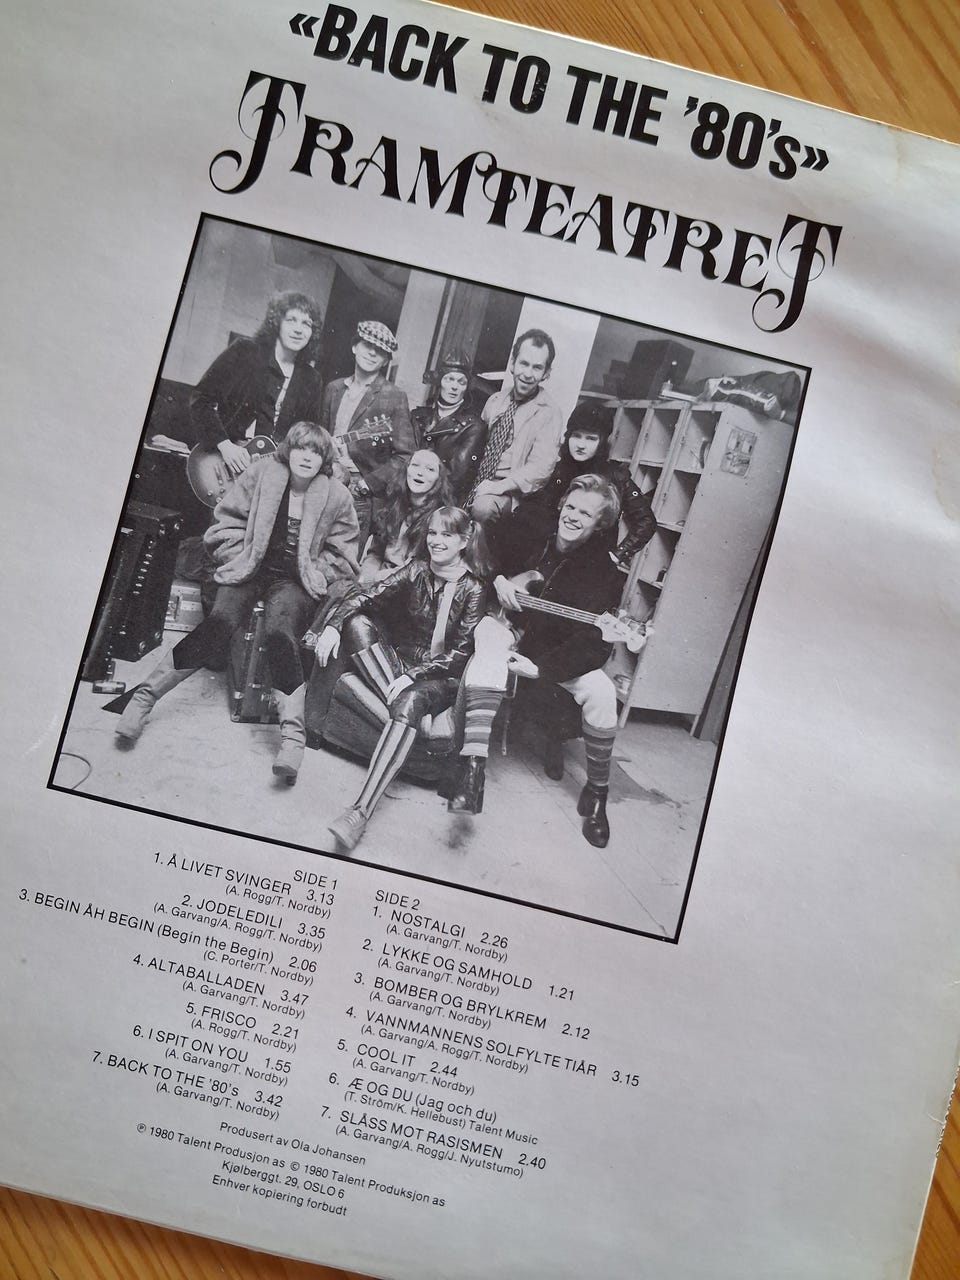 «BACK TO THE '80's»
TRAMTEATRET
SIDE 1
1. Å LIVET SVINGER 3.13
(A. Rogg/T. Nordby)
2. JODELEDILI 3.35
(A. Garvang/A. Rogg/T. Nordby)
3. BEGIN ÅH BEGIN (Begin the Begin) 2.06
(C. Porter/T. Nordby)
4. ALTABALLADEN 3.47
(A. Garvang/T. Nordby)
5. FRISCO 2.21
(A. Rogg/T. Nordby)
6. I SPIT ON YOU 1.55
(A. Garvang/T. Nordby)
7. BACK TO THE '80's 3.42
(A. Garvang/T. Nordby)
SIDE 2
1. NOSTALGI 2.26
(A. Garvang/T. Nordby)
2. LYKKE OG SAMHOLD 1.21
(A. Garvang/T. Nordby)
3. BOMBER OG BRYLKREM 2.12
(A. Garvang/T. Nordby)
4. VANNMANNENS SOLFYLTE TIÅR 3.15
(A. Garvang/A. Rogg/T. Nordby)
5. COOL IT 2.44
(A. Garvang/T. Nordby)
6. Æ OG DU (Jag och du)
(T. Ström/K. Hellebust) Talent Music
7. SLÅSS MOT RASISMEN 2.40
(A. Garvang/A. Rogg/J. Nyutstumo)
Produsert av Ola Johansen
℗ 1980 Talent Produsjon as © 1980 Talent Produksjon as
Kjølberggt. 29, OSLO 6
Enhver kopiering forbudt